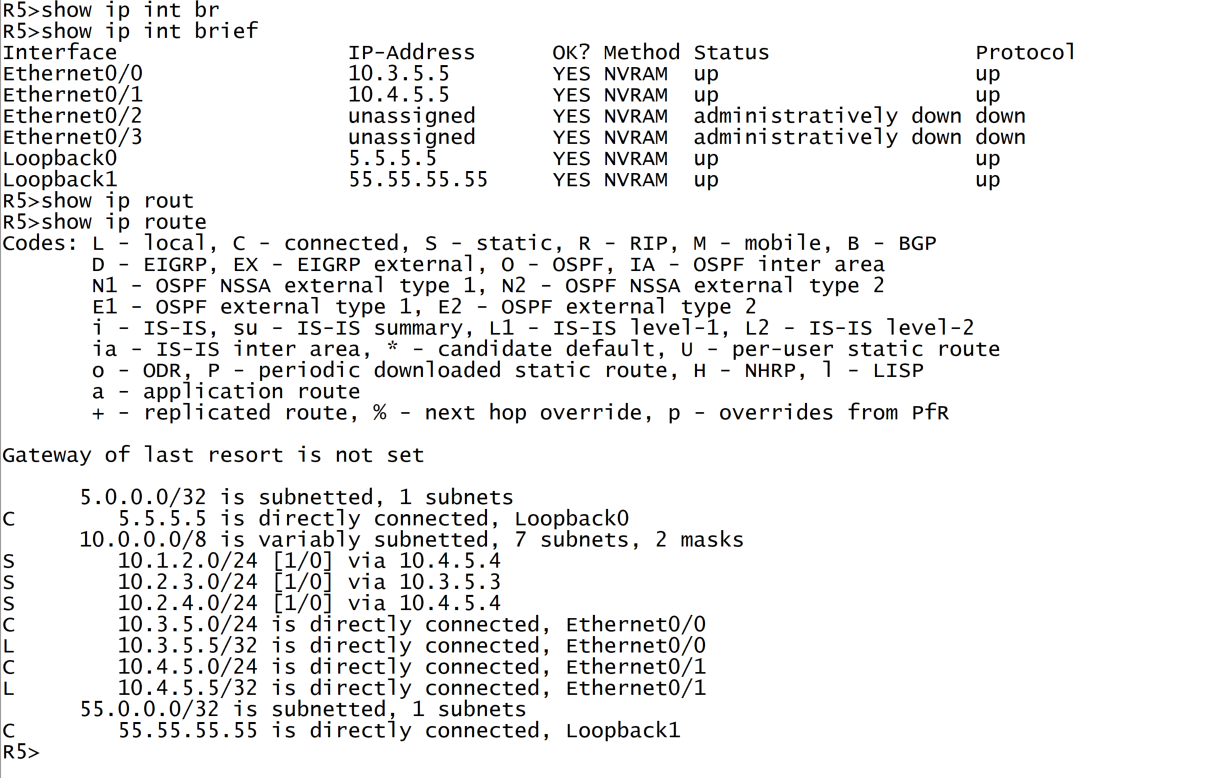 R5>show ip int br
R5>show ip int brief
Interface                  IP-Address      OK? Method Status                Protocol
Ethernet0/0                10.3.5.5        YES NVRAM  up                    up
Ethernet0/1                10.4.5.5        YES NVRAM  up                    up
Ethernet0/2                unassigned      YES NVRAM  administratively down down
Ethernet0/3                unassigned      YES NVRAM  administratively down down
Loopback0                  5.5.5.5         YES NVRAM  up                    up
Loopback1                  55.55.55.55     YES NVRAM  up                    up
R5>show ip rout
R5>show ip route
Codes: L - local, C - connected, S - static, R - RIP, M - mobile, B - BGP
       D - EIGRP, EX - EIGRP external, O - OSPF, IA - OSPF inter area
       N1 - OSPF NSSA external type 1, N2 - OSPF NSSA external type 2
       E1 - OSPF external type 1, E2 - OSPF external type 2
       i - IS-IS, su - IS-IS summary, L1 - IS-IS level-1, L2 - IS-IS level-2
       ia - IS-IS inter area, * - candidate default, U - per-user static route
       o - ODR, P - periodic downloaded static route, H - NHRP, l - LISP
       a - application route
       + - replicated route, % - next hop override, p - overrides from PfR

Gateway of last resort is not set

      5.0.0.0/32 is subnetted, 1 subnets
C        5.5.5.5 is directly connected, Loopback0
      10.0.0.0/8 is variably subnetted, 7 subnets, 2 masks
S        10.1.2.0/24 [1/0] via 10.4.5.4
S        10.2.3.0/24 [1/0] via 10.3.5.3
S        10.2.4.0/24 [1/0] via 10.4.5.4
C        10.3.5.0/24 is directly connected, Ethernet0/0
L        10.3.5.5/32 is directly connected, Ethernet0/0
C        10.4.5.0/24 is directly connected, Ethernet0/1
L        10.4.5.5/32 is directly connected, Ethernet0/1
      55.0.0.0/32 is subnetted, 1 subnets
C        55.55.55.55 is directly connected, Loopback1
R5>